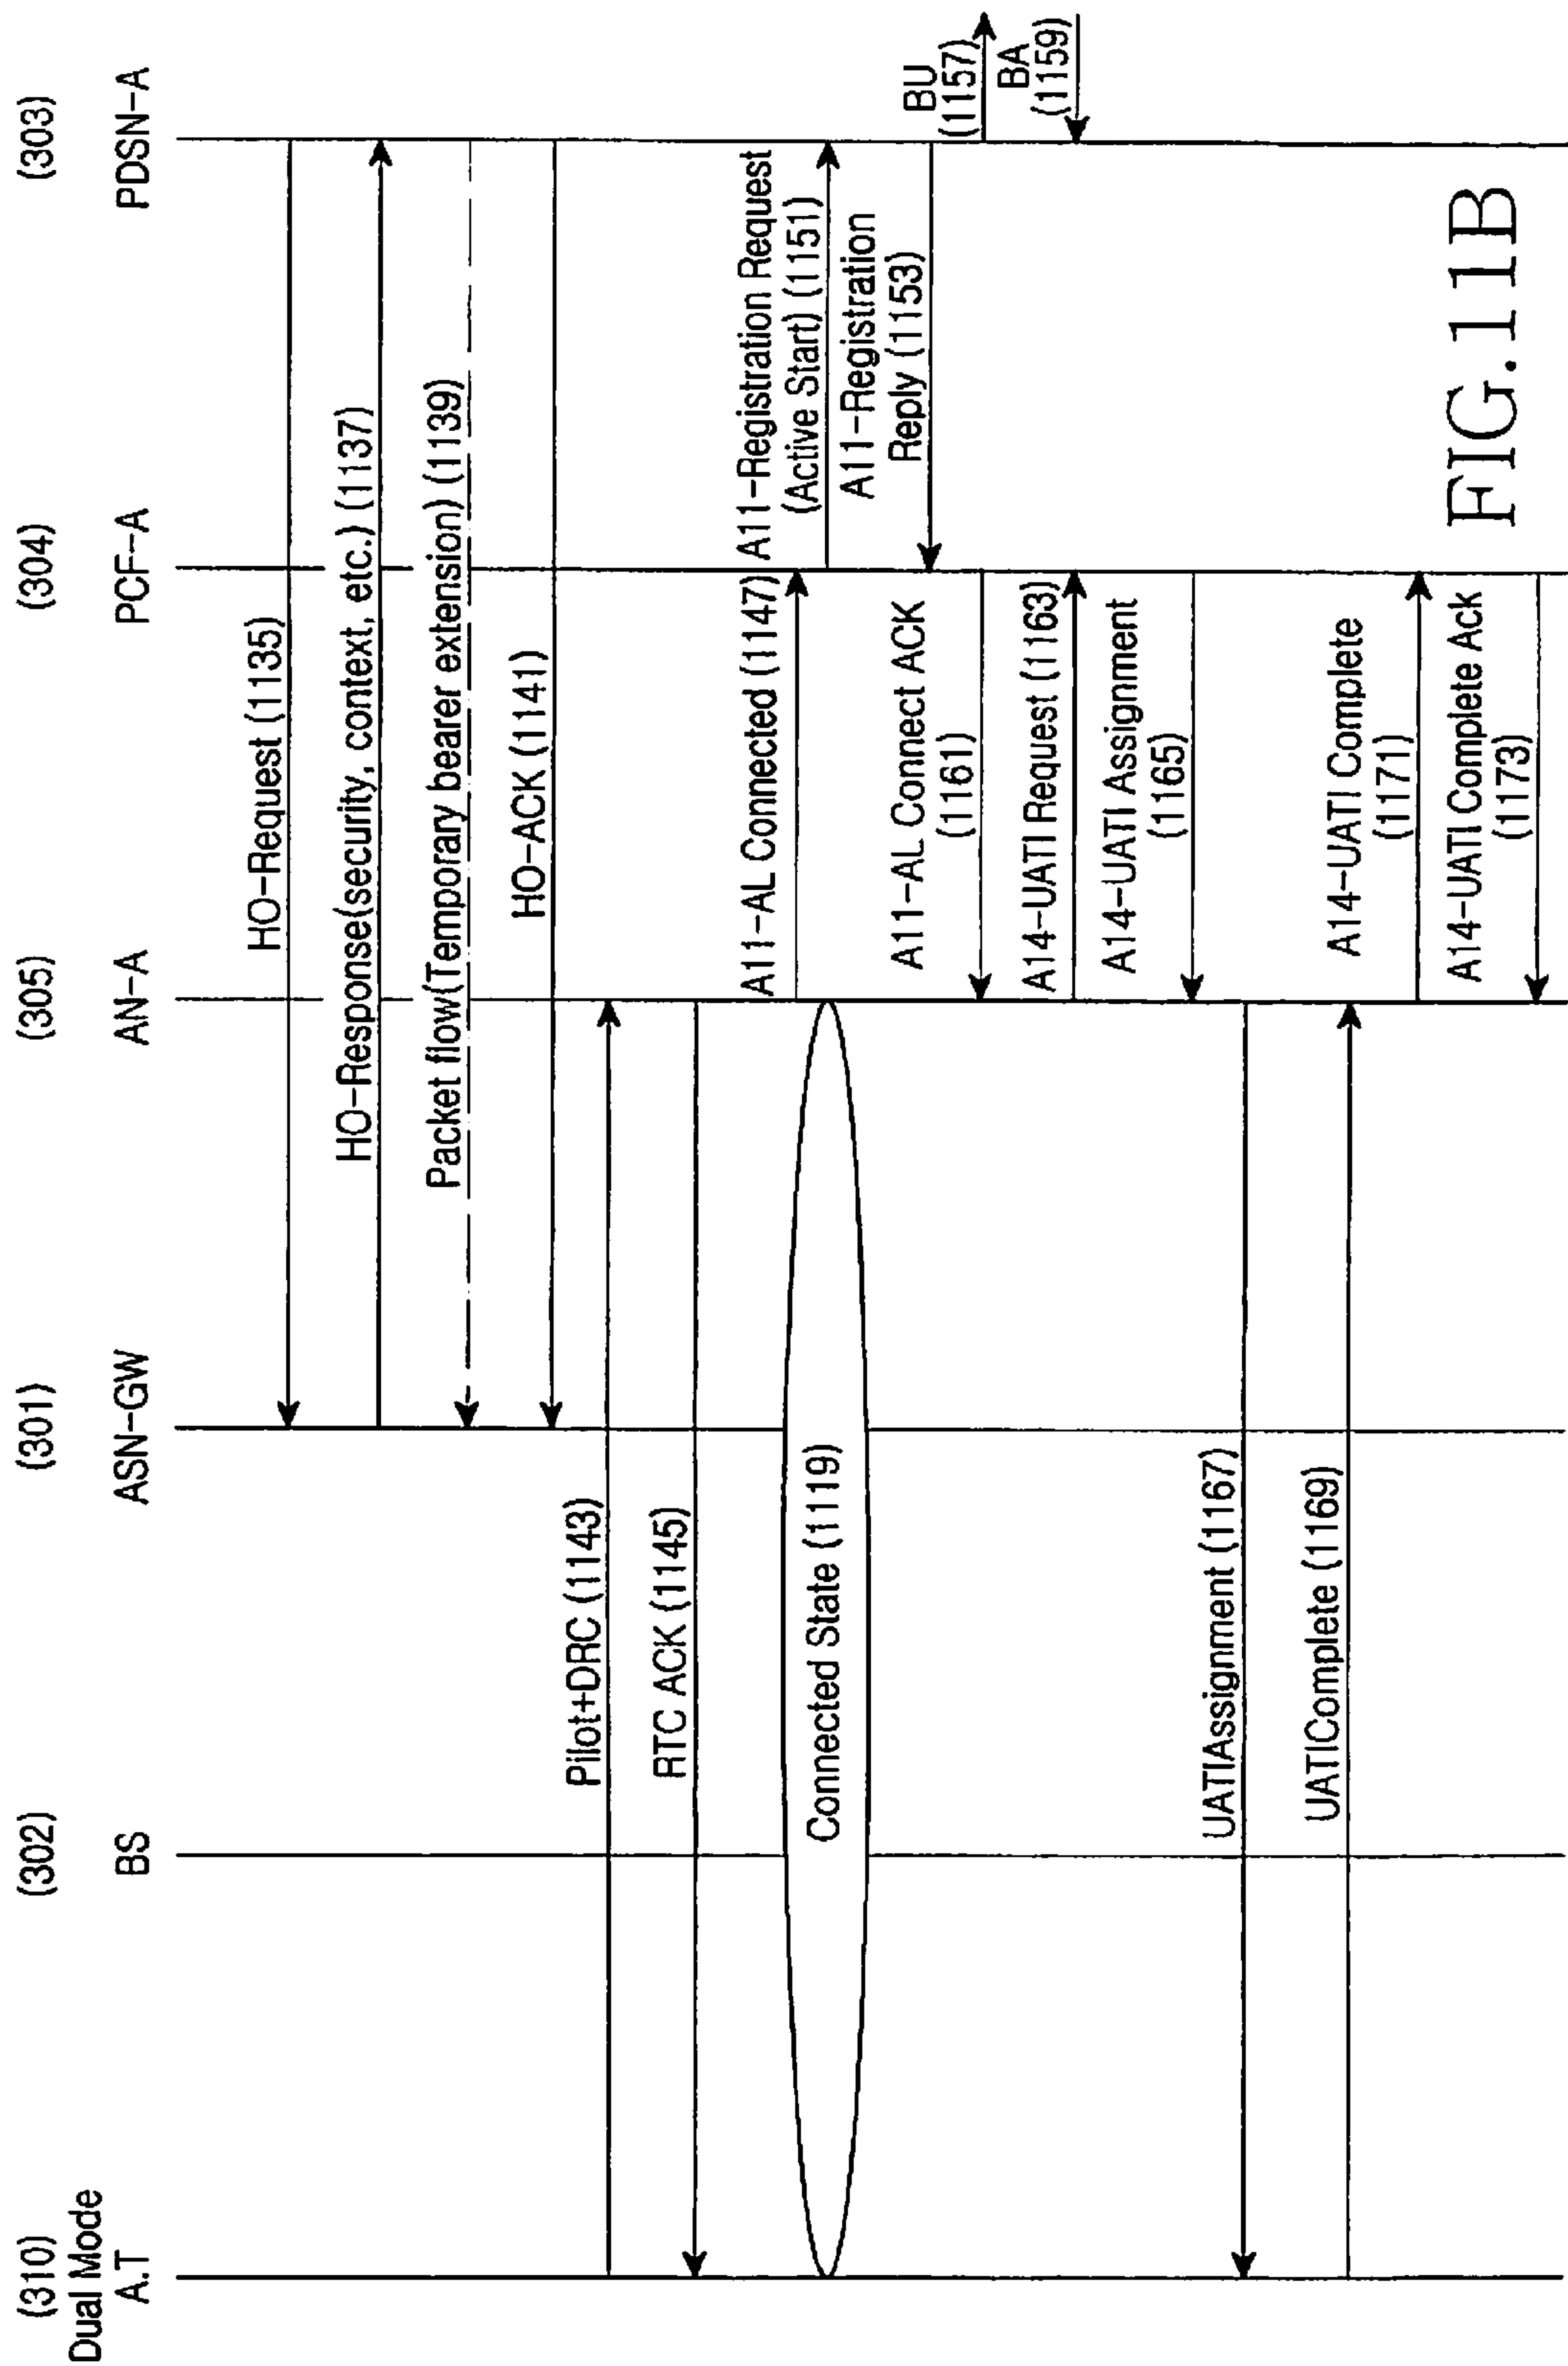 (310)
Dual Mode
A.T
(302)
BS
(301)
ASN-GW
(305)
AN-A
(304)
PCF-A
(303)
PDSN-A
HO-Request (1135)
HO-Response(security, context, etc.) (1137)
Packet flow(Temporary bearer extension) (1139)
HO-ACK (1141)
Pilot+DRC (1143)
RTC ACK (1145)
Connected State (1119)
A11-AL Connected (1147)
A11-Registration Request
(Active Start) (1151)
A11-Registration
Reply (1153)
BU
(1157)
BA
(1159)
A11-AL Connect ACK
(1161)
A14-UATI Request (1163)
A14-UATI Assignment
(1165)
UATIAssignment (1167)
UATIComplete (1169)
A14-UATI Complete
(1171)
A14-UATI Complete Ack
(1173)
FIG.11B